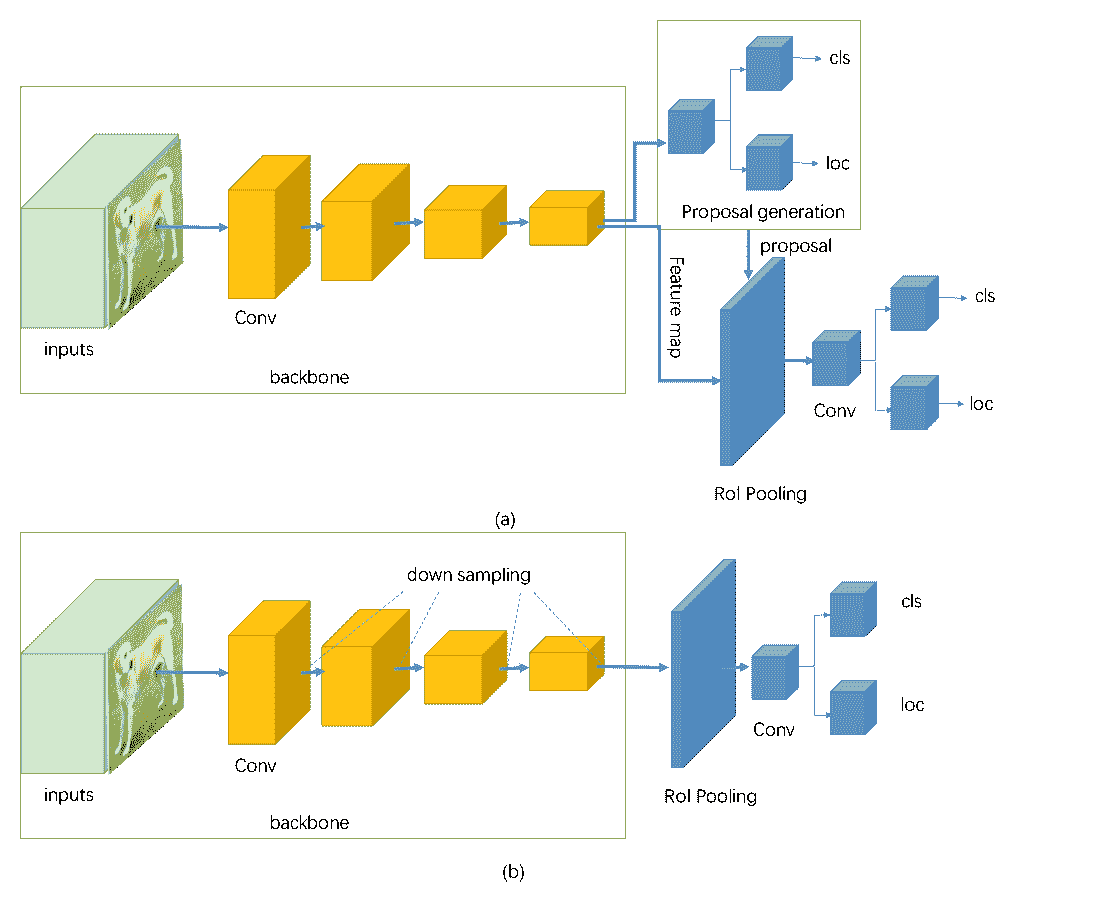 cls
loc
Proposal generation
proposal
Feature map
inputs
Conv
backbone
cls
loc
Conv
RoI Pooling
(a)
down sampling
cls
loc
Conv
RoI Pooling
Conv
inputs
backbone
(b)